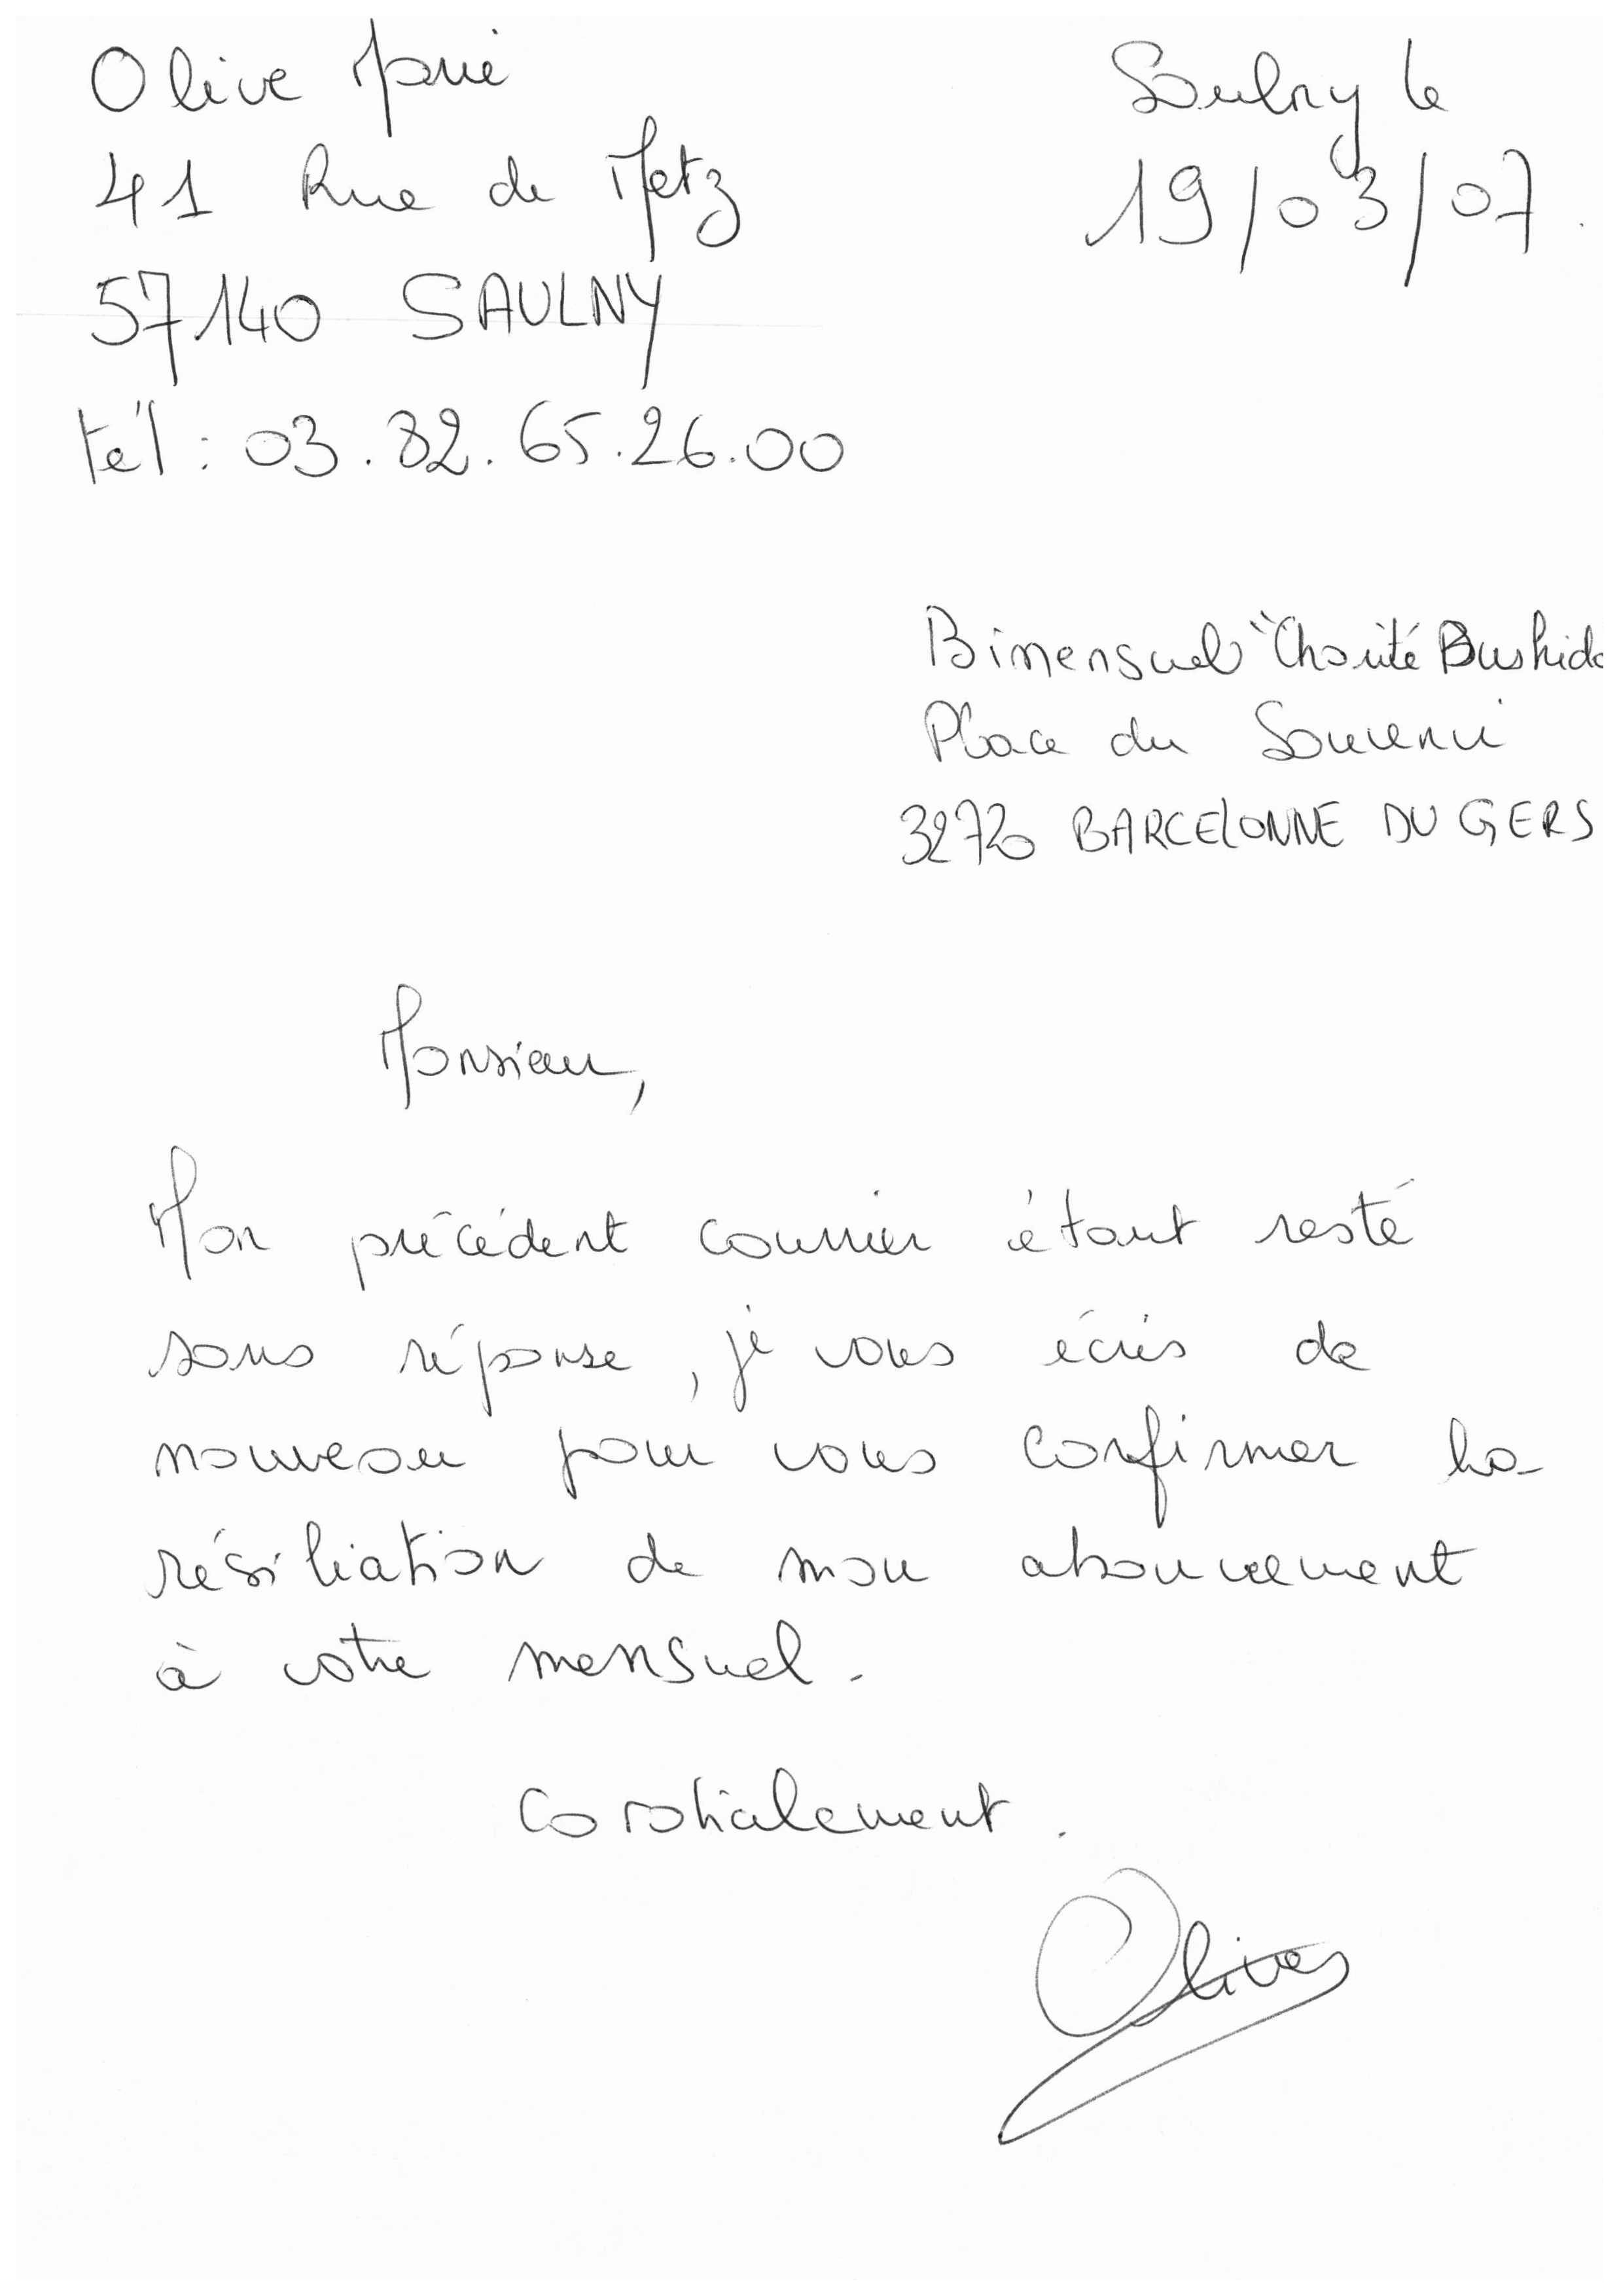 Olive Marie
Saulny le
41 Rue de Metz
19/03/07.
57140 SAULNY
tél : 03.82.65.26.00
Bimensuel "Charité Bushido
Place du Souvenir
32720 BARCELONNE DU GERS
Monsieur,
Mon précédent courrier étant resté
sans réponse, je vous écris de
nouveau pour vous confirmer la
résiliation de mon abonnement
à votre mensuel.
Cordialement.
Olive